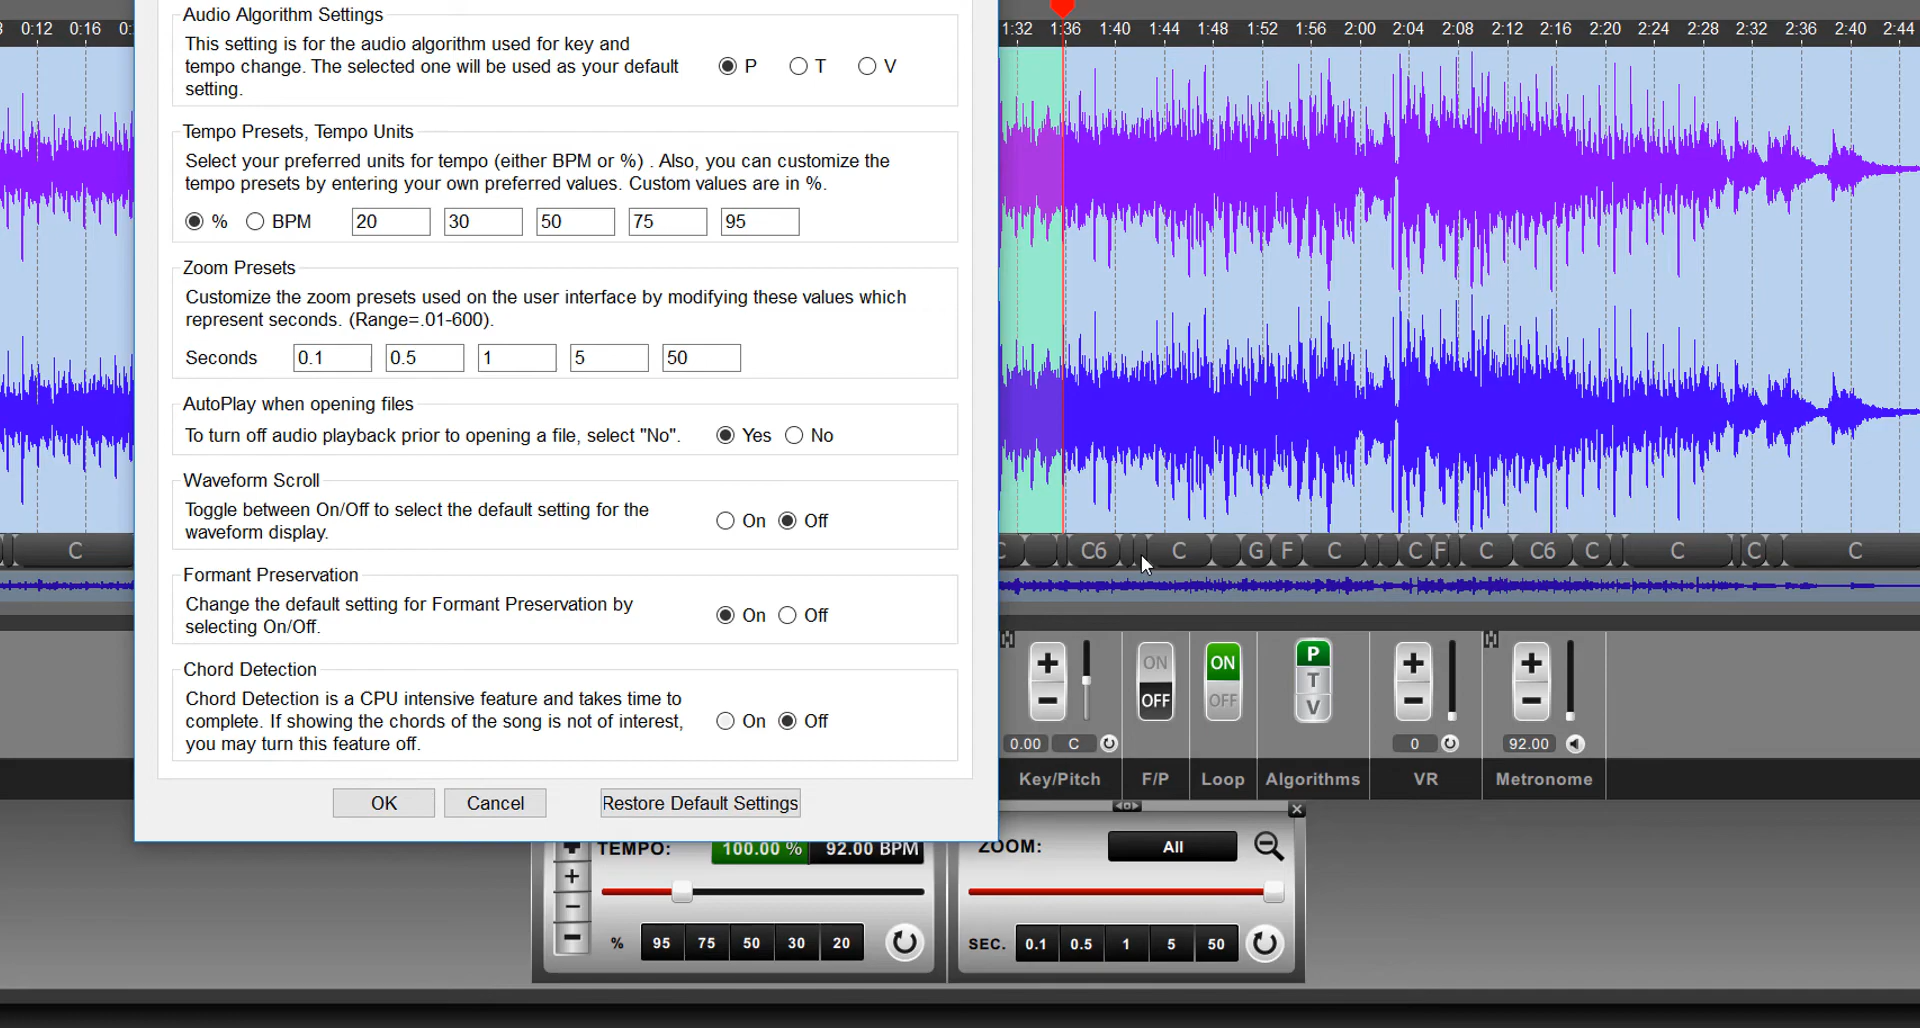 0:12 0:16 0:
1:32 1:36 1:40 1:44 1:48 1:52 1:56 2:00 2:04 2:08 2:12 2:16 2:20 2:24 2:28 2:32 2:36 2:40 2:44
Audio Algorithm Settings
This setting is for the audio algorithm used for key and
tempo change. The selected one will be used as your default
setting.
P T V
Tempo Presets, Tempo Units
Select your preferred units for tempo (either BPM or %) . Also, you can customize the
tempo presets by entering your own preferred values. Custom values are in %.
% BPM 20 30 50 75 95
Zoom Presets
Customize the zoom presets used on the user interface by modifying these values which
represent seconds. (Range=.01-600).
Seconds 0.1 0.5 1 5 50
AutoPlay when opening files
To turn off audio playback prior to opening a file, select "No". Yes No
Waveform Scroll
Toggle between On/Off to select the default setting for the
waveform display.
On Off
Formant Preservation
Change the default setting for Formant Preservation by
selecting On/Off.
On Off
Chord Detection
Chord Detection is a CPU intensive feature and takes time to
complete. If showing the chords of the song is not of interest,
you may turn this feature off.
On Off
OK Cancel Restore Default Settings
C
C C6 C G F C C F C C6 C C C C
ON OFF ON OFF P T V
0.00 C 0 92.00
Key/Pitch F/P Loop Algorithms VR Metronome
TEMPO: 100.00 % 92.00 BPM
% 95 75 50 30 20
ZOOM: All
SEC. 0.1 0.5 1 5 50